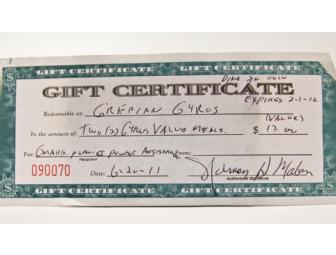 GIFT CERTIFICATE
DINE IN ONLY
GIFT CERTIFICATE
EXPIRES 2-1-12
Redeemable at: GRECIAN GYROS
(VALUE)
In the amount of: TWO (2) GYROS VALUE MEALS. $ 17.00
For: From:
Recipient
090070
Date: 6-20-11
Authorized Signature
GIFT CERTIFICATE